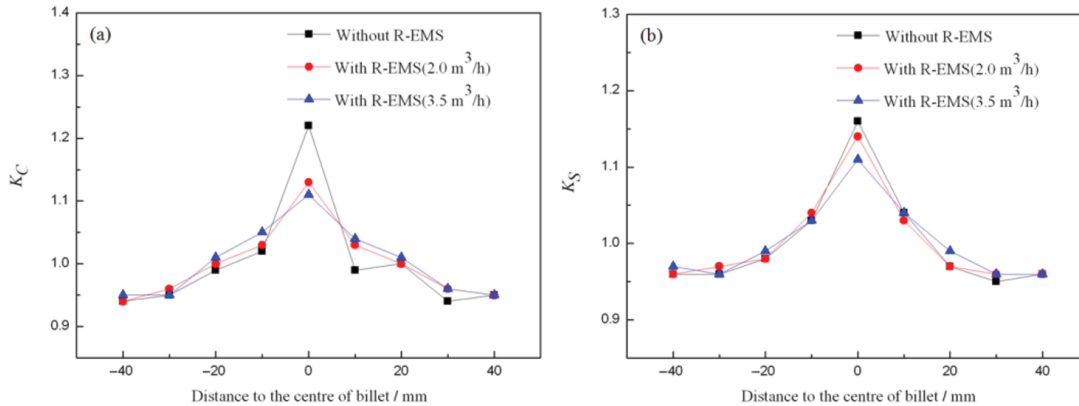 (a)
Without R-EMS
With R-EMS(2.0 m³/h)
With R-EMS(3.5 m³/h)
1.4
1.3
1.2
1.1
1.0
0.9
K_C
−40 −20 0 20 40
Distance to the centre of billet / mm
(b)
Without R-EMS
With R-EMS(2.0 m³/h)
With R-EMS(3.5 m³/h)
1.3
1.2
1.1
1.0
0.9
K_S
−40 −20 0 20 40
Distance to the centre of billet / mm